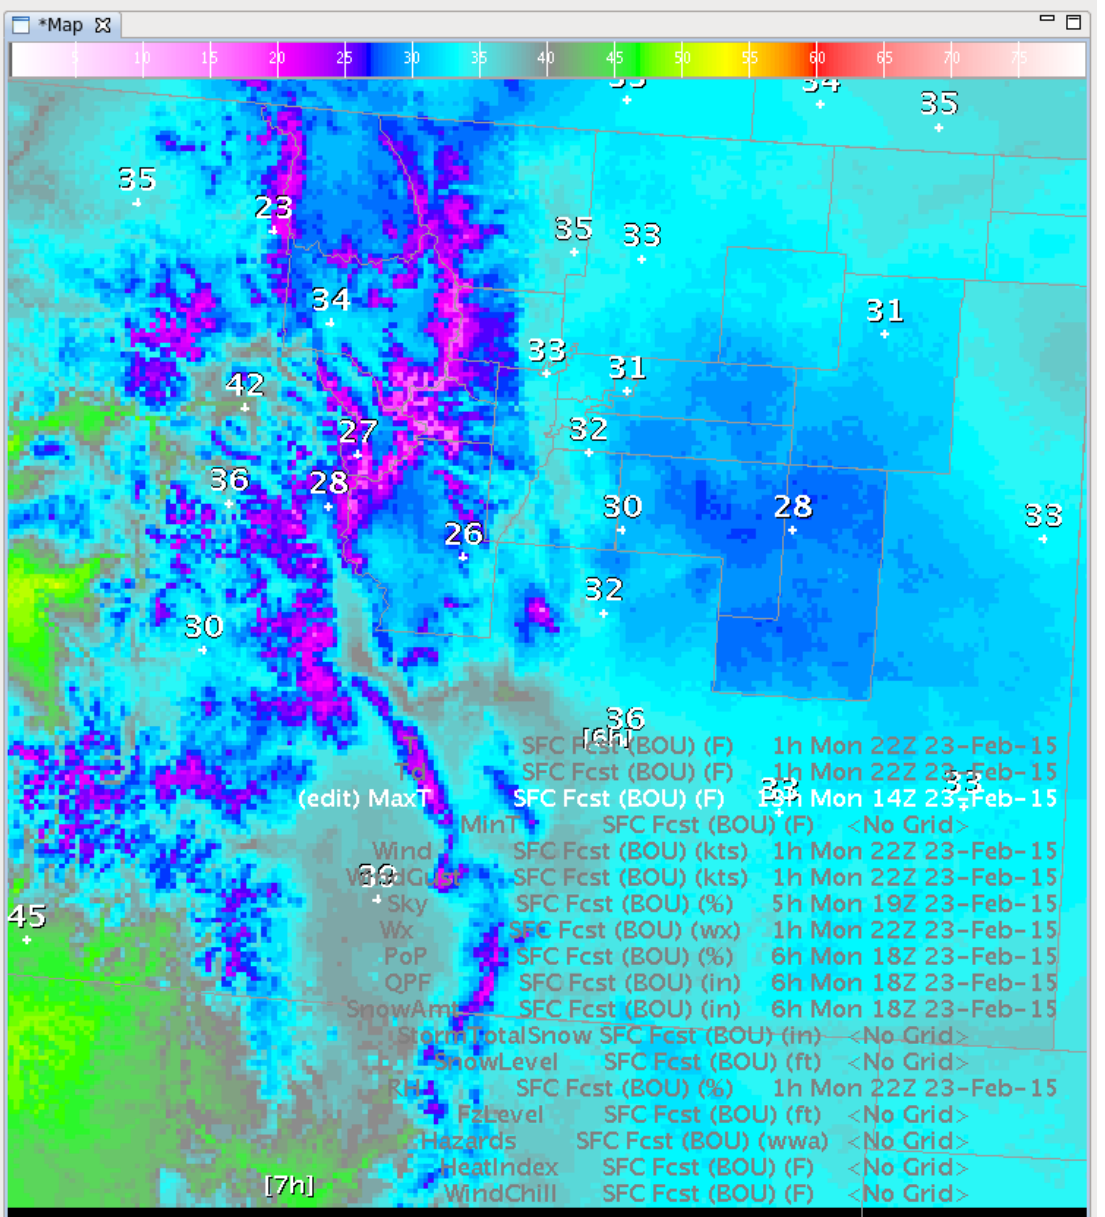 *Map
5 10 15 20 25 30 35 40 45 50 55 60 65 70 75
33 34
35
35
23
35 33
34 31
33
31
42
27 32
36 28 30 28 33
26
32
30
36
[6h]
T SFC Fcst (BOU) (F) 1h Mon 22Z 23-Feb-15
Td SFC Fcst (BOU) (F) 1h Mon 22Z 23-Feb-15
33 33
(edit) MaxT SFC Fcst (BOU) (F) 13h Mon 14Z 23-Feb-15
MinT SFC Fcst (BOU) (F) <No Grid>
Wind SFC Fcst (BOU) (kts) 1h Mon 22Z 23-Feb-15
39
WindGust SFC Fcst (BOU) (kts) 1h Mon 22Z 23-Feb-15
45 Sky SFC Fcst (BOU) (%) 5h Mon 19Z 23-Feb-15
Wx SFC Fcst (BOU) (wx) 1h Mon 22Z 23-Feb-15
PoP SFC Fcst (BOU) (%) 6h Mon 18Z 23-Feb-15
QPF SFC Fcst (BOU) (in) 6h Mon 18Z 23-Feb-15
SnowAmt SFC Fcst (BOU) (in) 6h Mon 18Z 23-Feb-15
StormTotalSnow SFC Fcst (BOU) (in) <No Grid>
SnowLevel SFC Fcst (BOU) (ft) <No Grid>
RH SFC Fcst (BOU) (%) 1h Mon 22Z 23-Feb-15
FzLevel SFC Fcst (BOU) (ft) <No Grid>
Hazards SFC Fcst (BOU) (wwa) <No Grid>
HeatIndex SFC Fcst (BOU) (F) <No Grid>
[7h] WindChill SFC Fcst (BOU) (F) <No Grid>